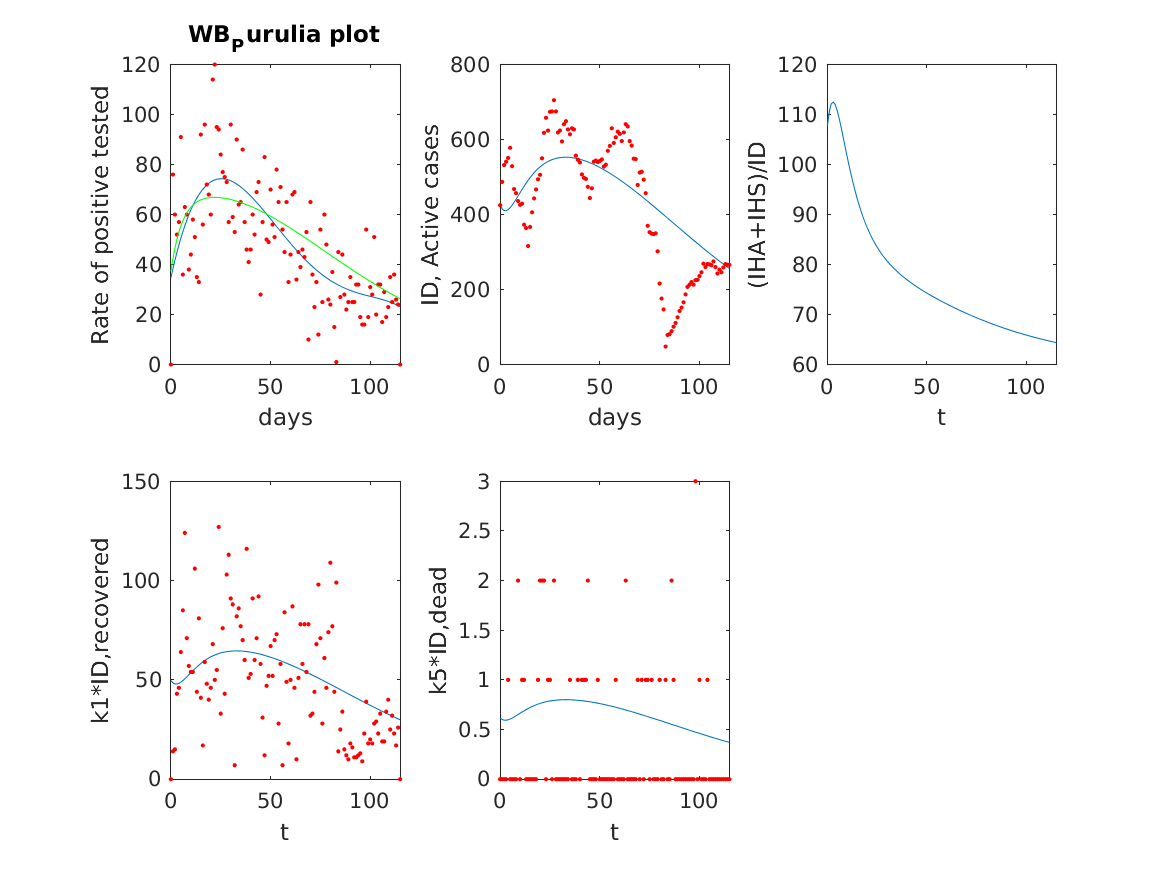 WB_Purulia plot
120
100
80
60
40
20
0
Rate of positive tested
0 50 100
days
800
600
400
200
0
ID, Active cases
0 50 100
days
120
110
100
90
80
70
60
(IHA+IHS)/ID
0 50 100
t
150
100
50
0
k1*ID,recovered
0 50 100
t
3
2.5
2
1.5
1
0.5
0
k5*ID,dead
0 50 100
t